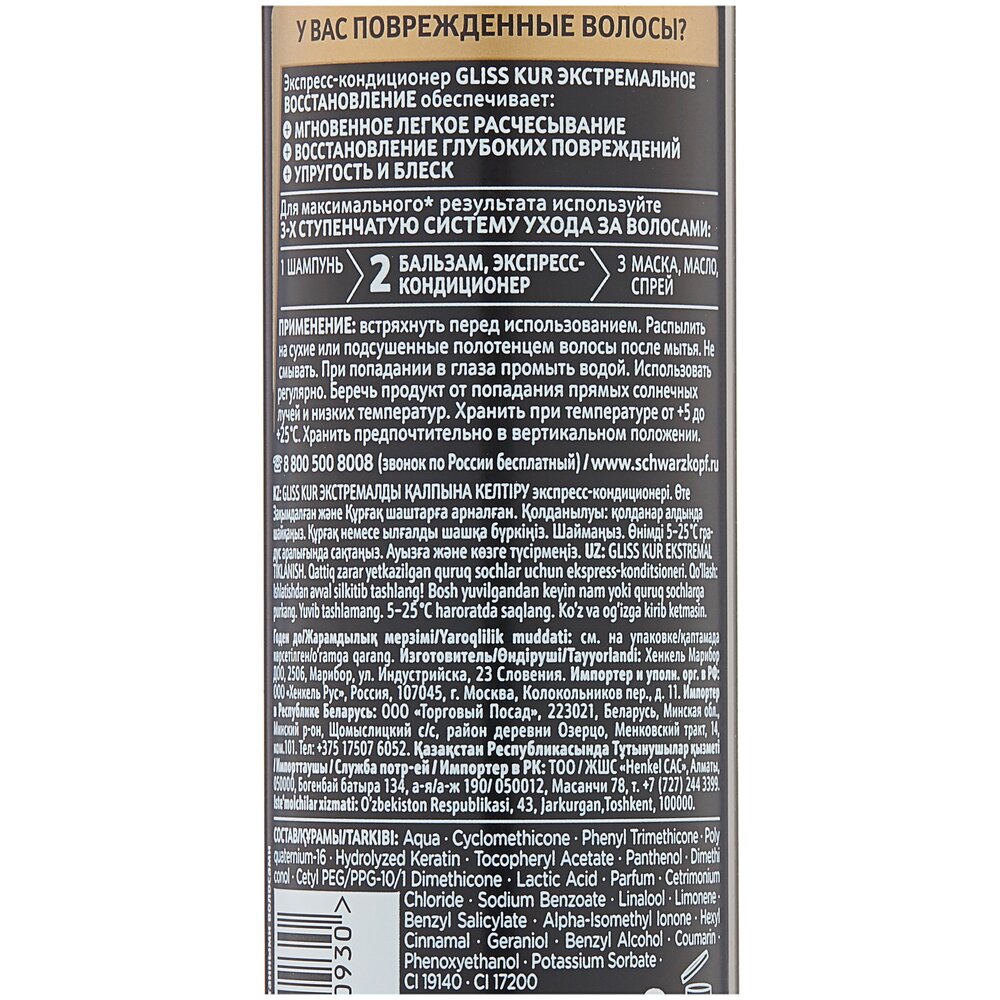 У ВАС ПОВРЕЖДЕННЫЕ ВОЛОСЫ?
Экспресс-кондиционер GLISS KUR ЭКСТРЕМАЛЬНОЕ
ВОССТАНОВЛЕНИЕ обеспечивает:
МГНОВЕННОЕ ЛЕГКОЕ РАСЧЕСЫВАНИЕ
ВОССТАНОВЛЕНИЕ ГЛУБОКИХ ПОВРЕЖДЕНИЙ
УПРУГОСТЬ И БЛЕСК
Для максимального* результата используйте
3-Х СТУПЕНЧАТУЮ СИСТЕМУ УХОДА ЗА ВОЛОСАМИ:
1 ШАМПУНЬ 2 БАЛЬЗАМ, ЭКСПРЕСС- 3 МАСКА, МАСЛО,
КОНДИЦИОНЕР СПРЕЙ
ПРИМЕНЕНИЕ: встряхнуть перед использованием. Распылить
на сухие или подсушенные полотенцем волосы после мытья. Не
смывать. При попадании в глаза промыть водой. Использовать
регулярно. Беречь продукт от попадания прямых солнечных
лучей и низких температур. Хранить при температуре от +5 до
+25°С. Хранить предпочтительно в вертикальном положении.
8 800 500 8008 (звонок по России бесплатный) / www.schwarzkopf.ru
KZ: GLISS KUR ЭКСТРЕМАЛДЫ ҚАЛПЫНА КЕЛТІРУ экспресс-кондиционері. Өте
Зақымдалған және Құрғақ шаштарға арналған. Қолданылуы: қолданар алдында
шайқаңыз. Құрғақ немесе ылғалды шашқа бүркіңіз. Шаймаңыз. Өнімді 5–25°С гра-
дус аралығында сақтаңыз. Ауызға және көзге түсірмеңіз. UZ: GLISS KUR EKSTREMAL
TIKLANISH. Qattiq zarar yetkazilgan quruq sochlar uchun ekspress-konditsioneri. Qo'llash:
Ishlatishdan avval silkitib tashlang! Bosh yuvilgandan keyin nam yoki quruq sochlarga
purkang. Yuvib tashlamang. 5–25°C haroratda saqlang. Ko'z va og'izga kirib ketmasin.
Годен до/Жарамдылық мерзімі/Yaroqlilik muddati: см. на упаковке/қаптамада
көрсетілген/o'ramga qarang. Изготовитель/Өндіруші/Tayyorlandi: Хенкель Марибор
ДОО, 2506, Марибор, ул. Индустрийска, 23 Словения. Импортер и уполн. орг. в РФ:
ООО «Хенкель Рус», Россия, 107045, г. Москва, Колокольников пер., д. 11. Импортер
в Республике Беларусь: ООО "Торговый Посад", 223021, Беларусь, Минская обл.,
Минский р-он, Щомыслицкий с/с, район деревни Озерцо, Менковский тракт, 14,
ком.101. Тел: +375 17507 6052. Қазақстан Республикасында Тұтынушылар қызметі
/ Импорттаушы / Служба потр-ей / Импортер в РК: ТОО / ЖШС «Henkel САС», Алматы,
050000, Богенбай батыра 134, а-я/а-ж 190/ 050012, Масанчи 78, т. +7 (727) 244 3399.
Iste'molchilar xizmati: O'zbekiston Respublikasi, 43, Jarkurgan,Toshkent, 100000.
СОСТАВ/ҚҰРАМЫ/TARKIBI: Aqua · Cyclomethicone · Phenyl Trimethicone · Poly
quaternium-16 · Hydrolyzed Keratin · Tocopheryl Acetate · Panthenol · Dimethi
conol · Cetyl PEG/PPG-10/1 Dimethicone · Lactic Acid · Parfum · Cetrimonium
Chloride · Sodium Benzoate · Linalool · Limonene ·
Benzyl Salicylate · Alpha-Isomethyl Ionone · Hexyl
Cinnamal · Geraniol · Benzyl Alcohol · Coumarin ·
Phenoxyethanol · Potassium Sorbate ·
CI 19140 · CI 17200
0930 >